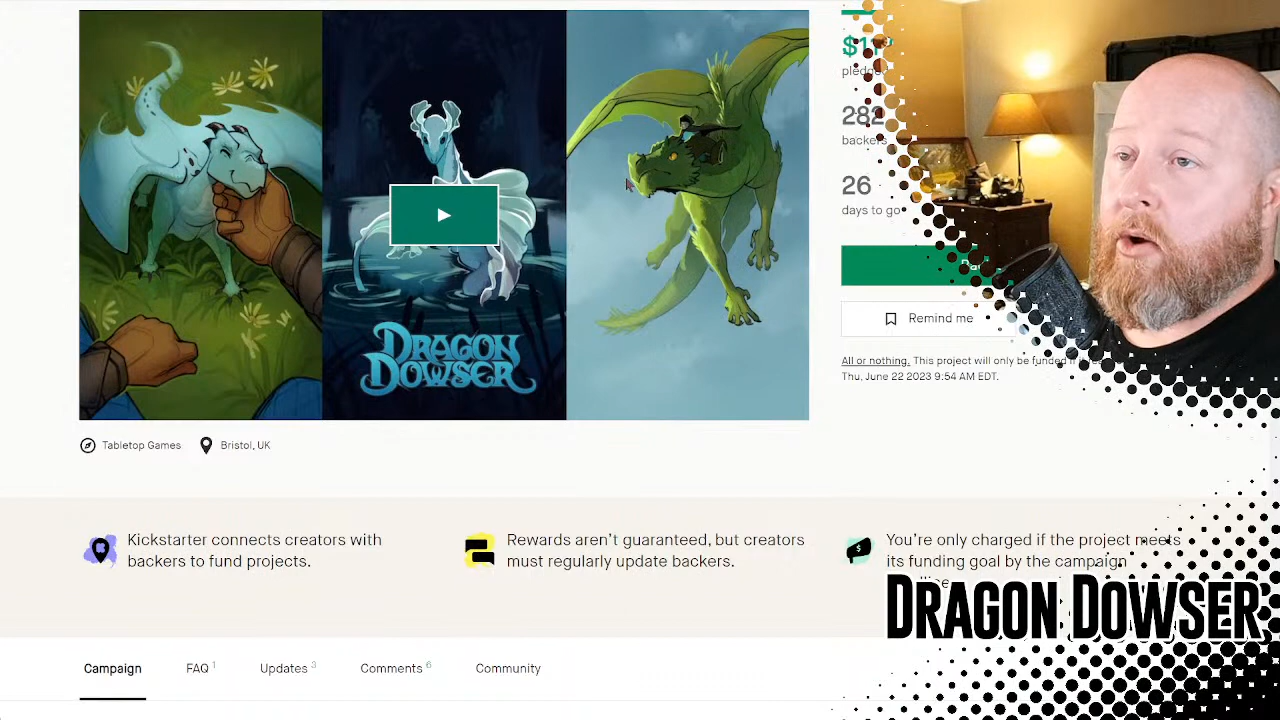 pledged
282
backers
26
days to go
DRAGON
DOWSER
Remind me
All or nothing. This project will only be funded
Thu, June 22 2023 9:54 AM EDT.
Tabletop Games
Bristol, UK
Kickstarter connects creators with
backers to fund projects.
Rewards aren't guaranteed, but creators
must regularly update backers.
You're only charged if the project meets
its funding goal by the campaign
DRAGON DOWSER
Campaign
FAQ 1
Updates 3
Comments 6
Community